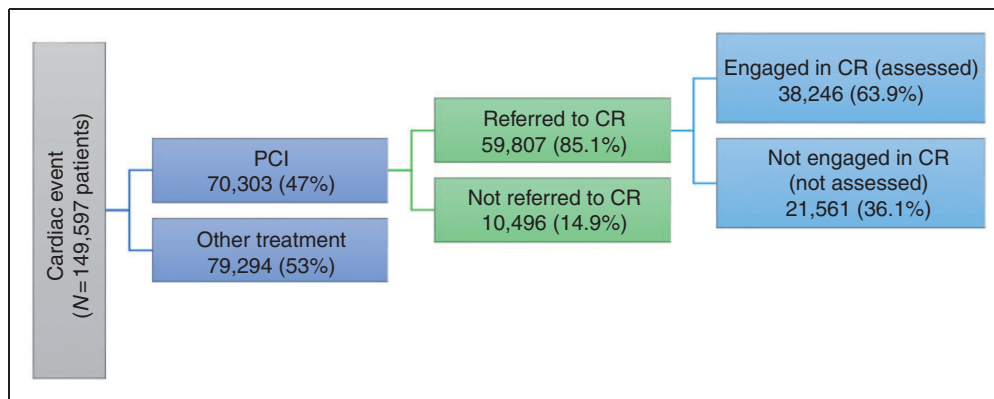 Cardiac event
(N = 149,597 patients)
PCI
70,303 (47%)
Other treatment
79,294 (53%)
Referred to CR
59,807 (85.1%)
Not referred to CR
10,496 (14.9%)
Engaged in CR (assessed)
38,246 (63.9%)
Not engaged in CR
(not assessed)
21,561 (36.1%)